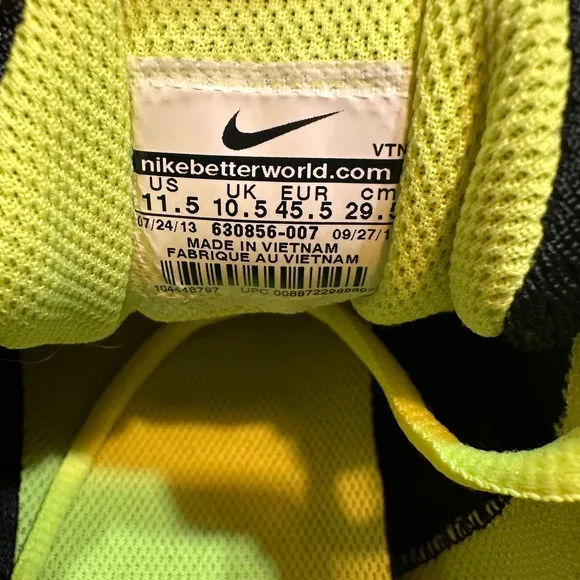 VTN
nikebetterworld.com
US UK EUR cm
11.5 10.5 45.5 29.5
07/24/13 630856-007 09/27/1
MADE IN VIETNAM
FABRIQUE AU VIETNAM
104448797 UPC